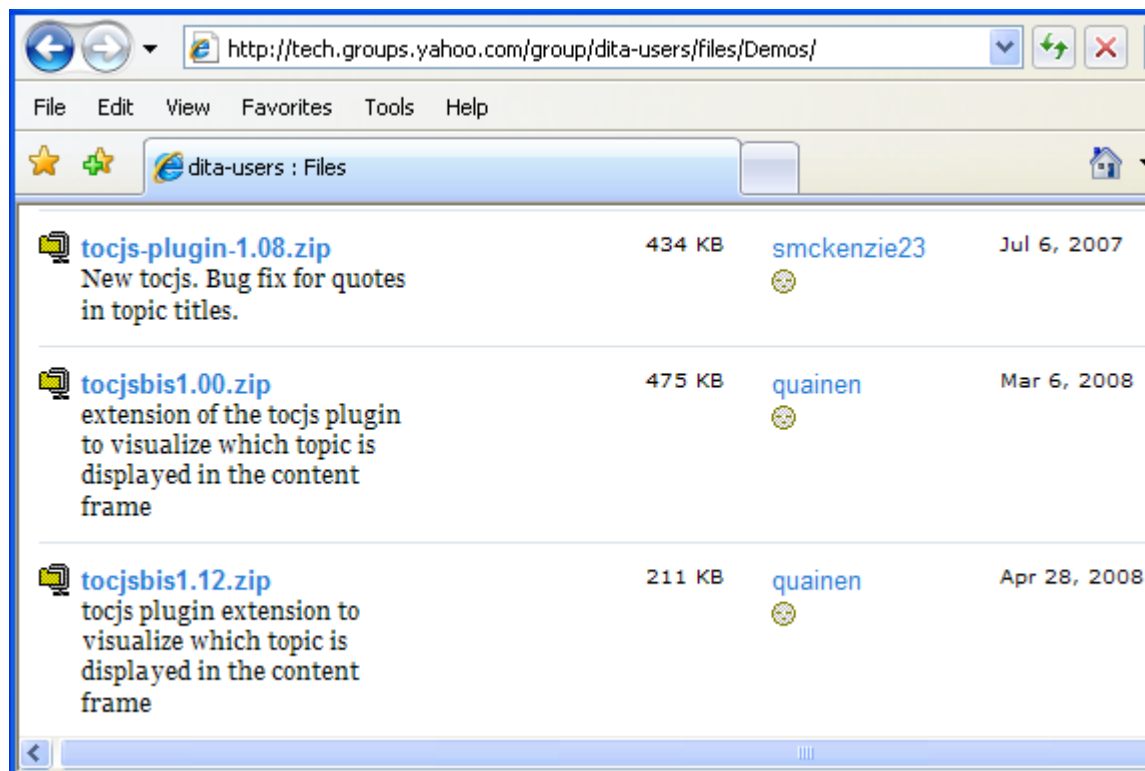 http://tech.groups.yahoo.com/group/dita-users/files/Demos/
File Edit View Favorites Tools Help
dita-users : Files
tocjs-plugin-1.08.zip 434 KB smckenzie23 Jul 6, 2007
New tocjs. Bug fix for quotes
in topic titles.
tocjsbis1.00.zip 475 KB quainen Mar 6, 2008
extension of the tocjs plugin
to visualize which topic is
displayed in the content
frame
tocjsbis1.12.zip 211 KB quainen Apr 28, 2008
tocjs plugin extension to
visualize which topic is
displayed in the content
frame